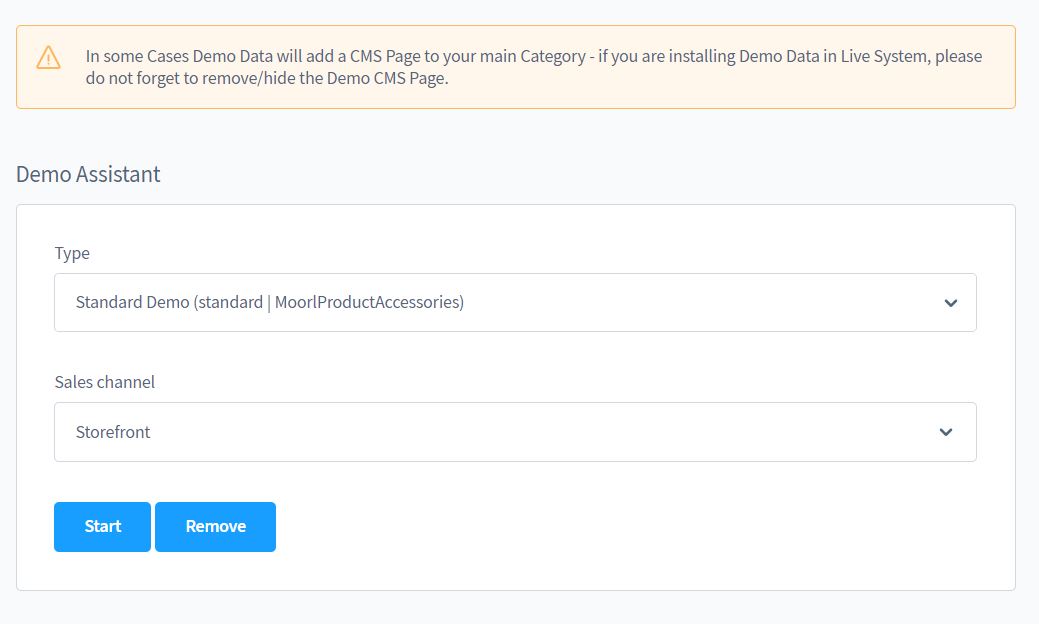 In some Cases Demo Data will add a CMS Page to your main Category - if you are installing Demo Data in Live System, please
do not forget to remove/hide the Demo CMS Page.
Demo Assistant
Type
Standard Demo (standard | MoorlProductAccessories)
Sales channel
Storefront
Start Remove